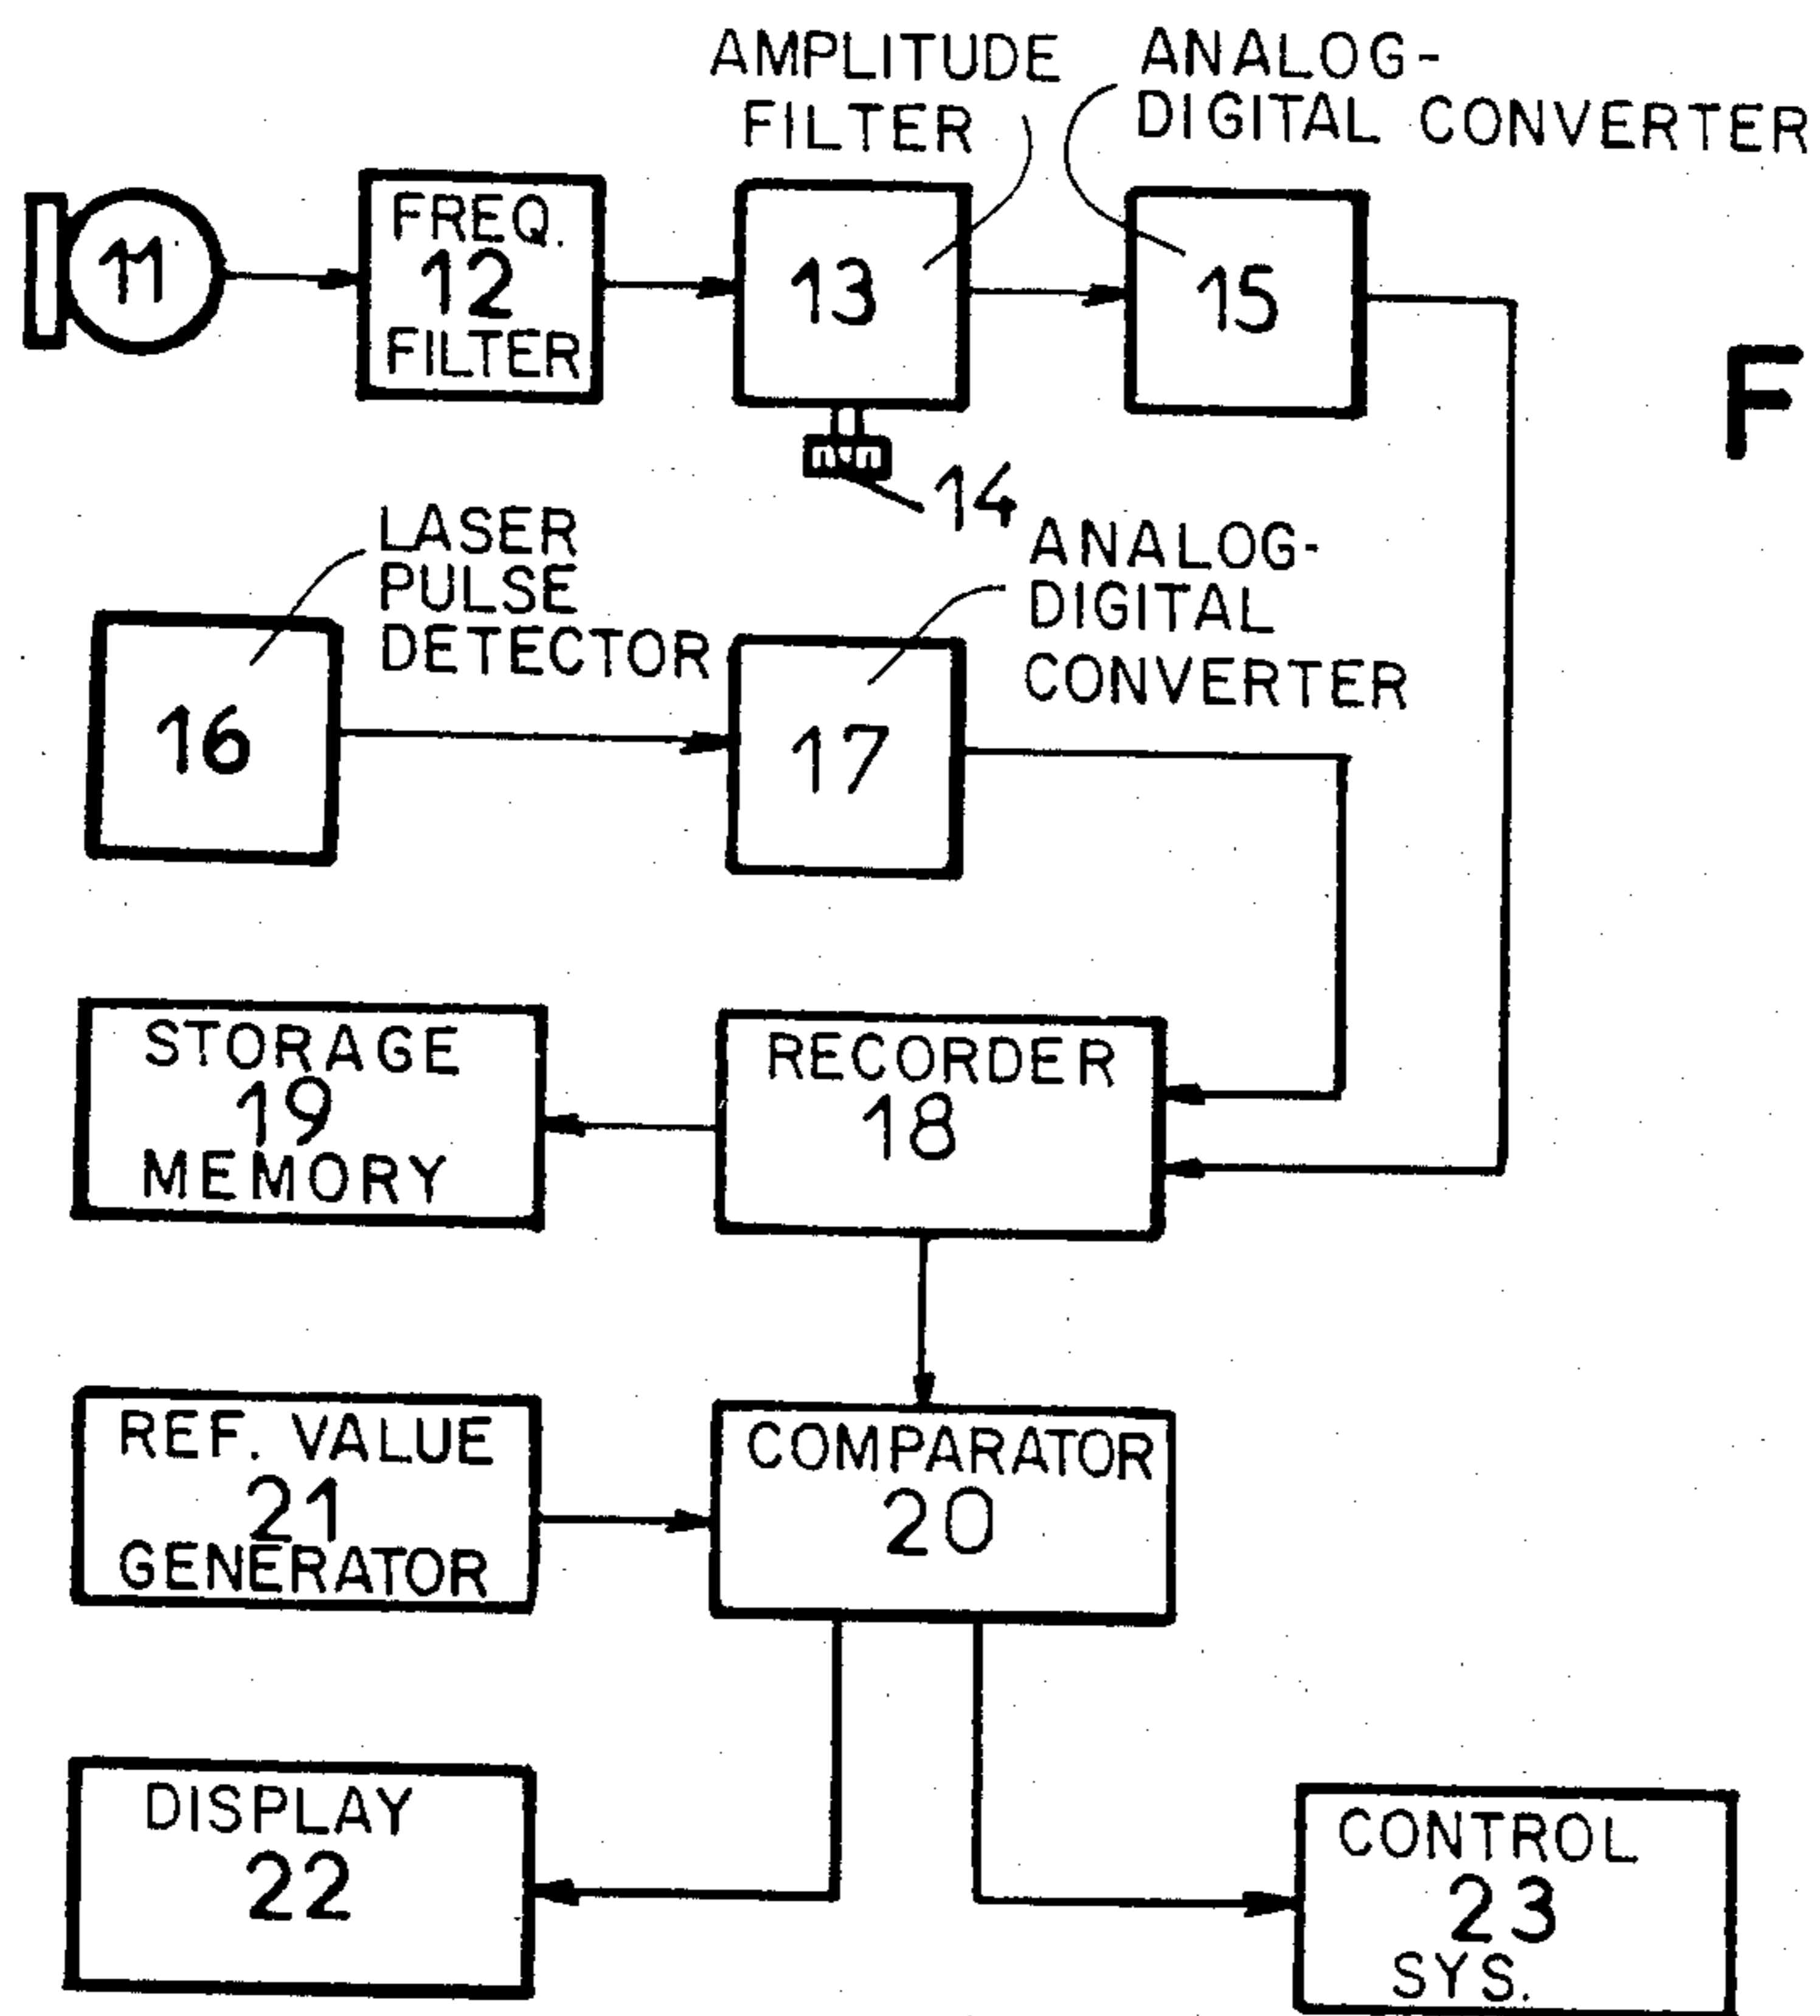 AMPLITUDE
FILTER
ANALOG-
DIGITAL CONVERTER
11
FREQ.
12
FILTER
13
15
F
14
LASER
PULSE
DETECTOR
ANALOG-
DIGITAL
CONVERTER
16
17
STORAGE
19
MEMORY
RECORDER
18
REF. VALUE
21
GENERATOR
COMPARATOR
20
DISPLAY
22
CONTROL
23
SYS.